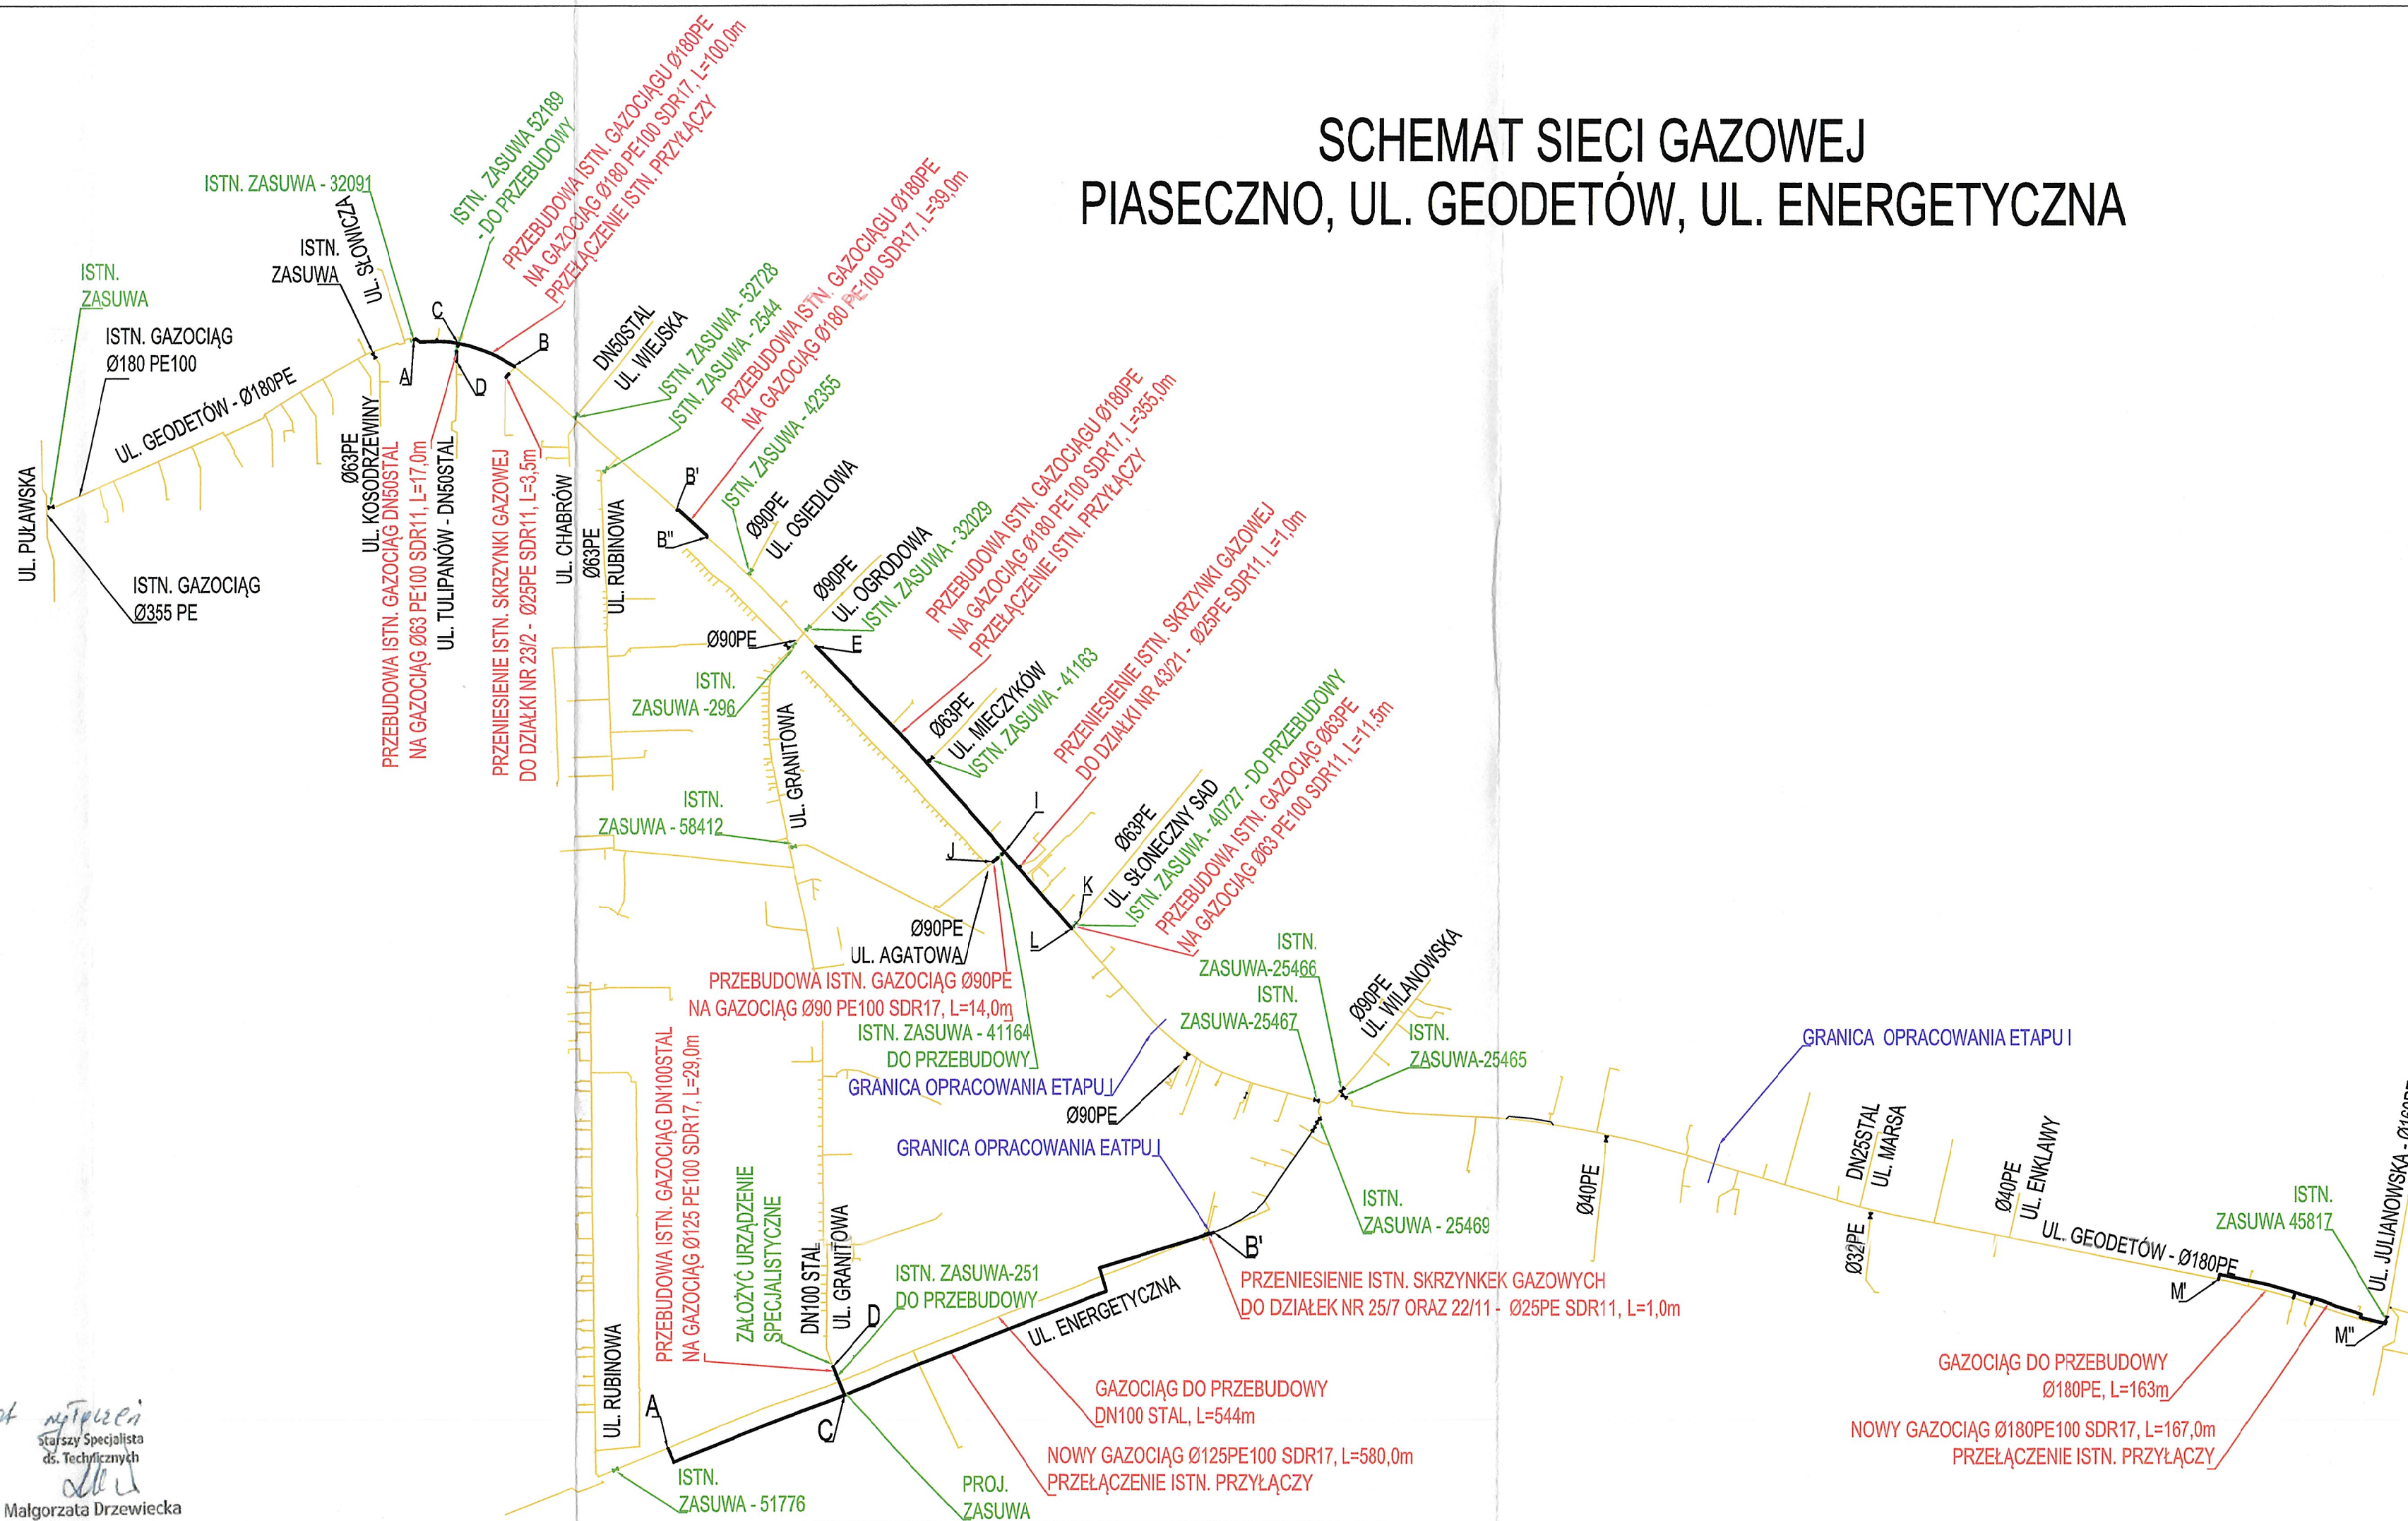 SCHEMAT SIECI GAZOWEJ
PIASECZNO, UL. GEODETÓW, UL. ENERGETYCZNA
ISTN. ZASUWA - 32091
ISTN. ZASUWA 52189
- DO PRZEBUDOWY
PRZEBUDOWA ISTN. GAZOCIĄGU Ø180PE
NA GAZOCIĄG Ø180 PE100 SDR17, L=100,0m
PRZEŁĄCZENIE ISTN. PRZYŁĄCZY
ISTN.
ZASUWA
UL. SŁOWICZA
ISTN.
ZASUWA
ISTN. GAZOCIĄG
Ø180 PE100
UL. GEODETÓW - Ø180PE
A
C
D
B
UL. PUŁAWSKA
ISTN. GAZOCIĄG
Ø355 PE
Ø63PE
UL. KOSODRZEWINY
PRZEBUDOWA ISTN. GAZOCIĄG DN50STAL
NA GAZOCIĄG Ø63 PE100 SDR11, L=17,0m
UL. TULIPANÓW - DN50STAL
PRZENIESIENIE ISTN. SKRZYNKI GAZOWEJ
DO DZIAŁKI NR 23/2 - Ø25PE SDR11, L=3,5m
UL. CHABRÓW
Ø63PE
UL. RUBINOWA
DN50STAL
UL. WIEJSKA
ISTN. ZASUWA - 52728
ISTN. ZASUWA - 2544
PRZEBUDOWA ISTN. GAZOCIĄGU Ø180PE
NA GAZOCIĄG Ø180 PE100 SDR17, L=39,0m
B'
B"
ISTN. ZASUWA - 42355
Ø90PE
UL. OSIEDLOWA
Ø90PE
UL. OGRODOWA
ISTN. ZASUWA - 32029
Ø90PE
E
ISTN.
ZASUWA -296
PRZEBUDOWA ISTN. GAZOCIĄGU Ø180PE
NA GAZOCIĄG Ø180 PE100 SDR17, L=355,0m
PRZEŁĄCZENIE ISTN. PRZYŁĄCZY
Ø63PE
UL. MIECZYKÓW
ISTN. ZASUWA - 41163
PRZENIESIENIE ISTN. SKRZYNKI GAZOWEJ
DO DZIAŁKI NR 43/21 - Ø25PE SDR11, L=1,0m
UL. GRANITOWA
ISTN.
ZASUWA - 58412
I
J
K
L
Ø63PE
UL. SŁONECZNY SAD
ISTN. ZASUWA - 40727 - DO PRZEBUDOWY
PRZEBUDOWA ISTN. GAZOCIĄG Ø63PE
NA GAZOCIĄG Ø63 PE100 SDR11, L=11,5m
Ø90PE
UL. AGATOWA
PRZEBUDOWA ISTN. GAZOCIĄG Ø90PE
NA GAZOCIĄG Ø90 PE100 SDR17, L=14,0m
ISTN. ZASUWA - 41164
DO PRZEBUDOWY
GRANICA OPRACOWANIA ETAPU I
Ø90PE
ISTN.
ZASUWA-25466
ISTN.
ZASUWA-25467
Ø90PE
UL. WILANOWSKA
ISTN.
ZASUWA-25465
GRANICA OPRACOWANIA ETAPU I
GRANICA OPRACOWANIA EATPU I
ISTN.
ZASUWA - 25469
Ø40PE
DN25STAL
UL. MARSA
Ø32PE
Ø40PE
UL. ENKLAWY
UL. GEODETÓW - Ø180PE
ISTN.
ZASUWA 45817
UL. JULIANOWSKA -
M'
M"
GAZOCIĄG DO PRZEBUDOWY
Ø180PE, L=163m
NOWY GAZOCIĄG Ø180PE100 SDR17, L=167,0m
PRZEŁĄCZENIE ISTN. PRZYŁĄCZY
PRZEBUDOWA ISTN. GAZOCIĄG DN100STAL
NA GAZOCIĄG Ø125 PE100 SDR17, L=29,0m
ZAŁOŻYĆ URZĄDZENIE
SPECJALISTYCZNE
DN100 STAL
UL. GRANITOWA
D
ISTN. ZASUWA-251
DO PRZEBUDOWY
B'
PRZENIESIENIE ISTN. SKRZYNKEK GAZOWYCH
DO DZIAŁEK NR 25/7 ORAZ 22/11 - Ø25PE SDR11, L=1,0m
UL. ENERGETYCZNA
UL. RUBINOWA
A
C
GAZOCIĄG DO PRZEBUDOWY
DN100 STAL, L=544m
NOWY GAZOCIĄG Ø125PE100 SDR17, L=580,0m
PRZEŁĄCZENIE ISTN. PRZYŁĄCZY
ISTN.
ZASUWA - 51776
PROJ.
ZASUWA
Starszy Specjalista
ds. Technicznych
Małgorzata Drzewiecka